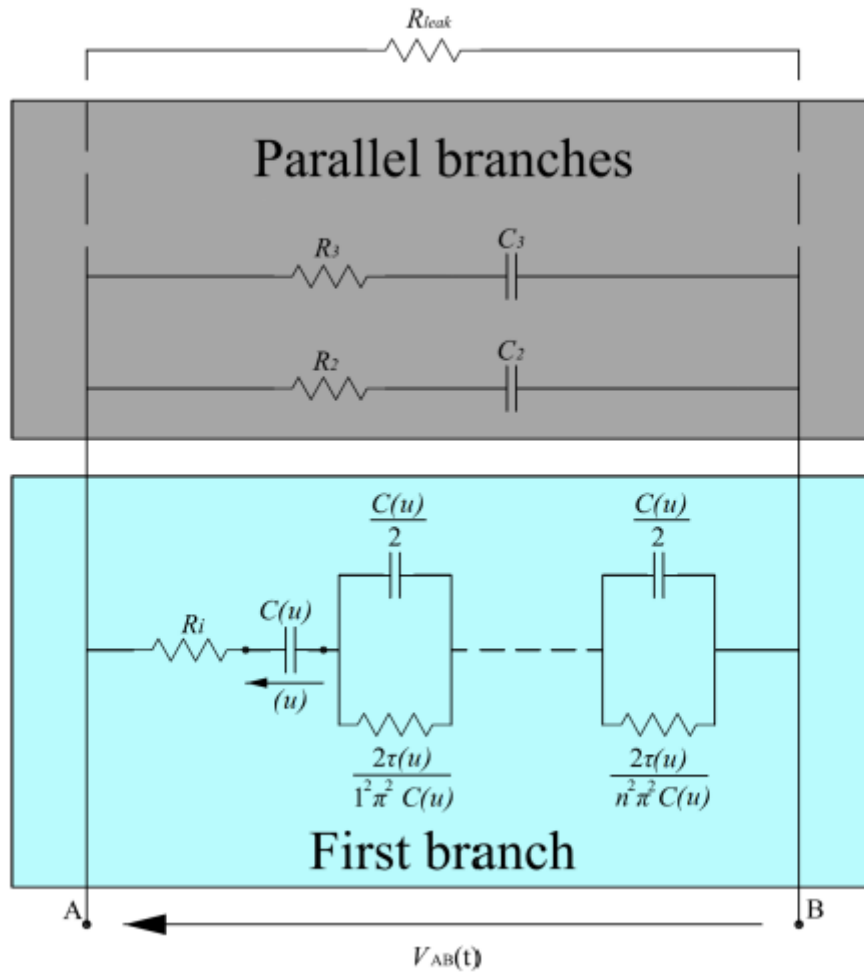 Rleak
Parallel branches
R3
C3
R2
C2
C(u)
2
C(u)
2
Ri
C(u)
(u)
2τ(u)
1²π² C(u)
2τ(u)
n²π² C(u)
First branch
A
B
VAB(t)